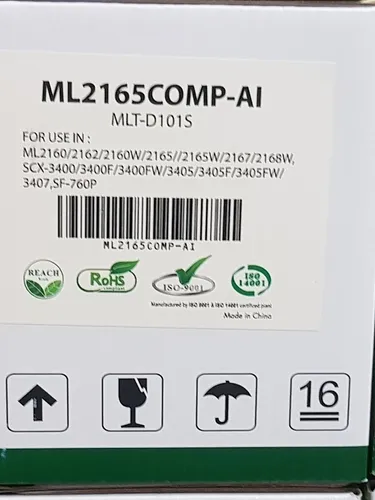 ML2165COMP-AI
MLT-D101S
FOR USE IN :
ML2160/2162/2160W/2165//2165W/2167/2168W,
SCX-3400/3400F/3400FW/3405/3405F/3405FW/
3407,SF-760P
ML2165COMP-AI
REACH
RoHS
compliant
ISO-9001
ISO
14001
Manufactured by ISO 9001 & ISO 14001 certified plant
Made in China
16